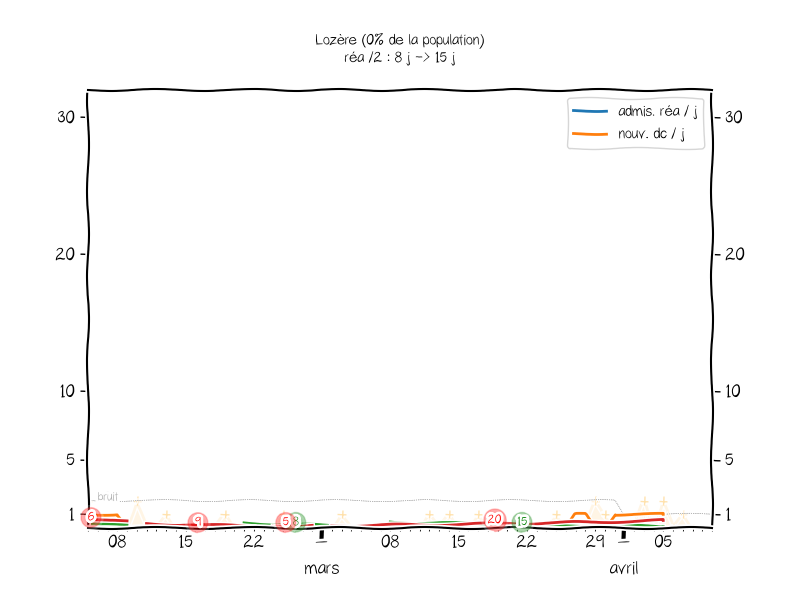 Lozère (0% de la population)
réa /2 : 8 j -> 15 j
admis. réa / j
nouv. dc / j
30 30
20 20
10 10
5 5
bruit
1 6 9 5 8 20 15 1
08 15 22 1 08 15 22 29 1 05
mars avril